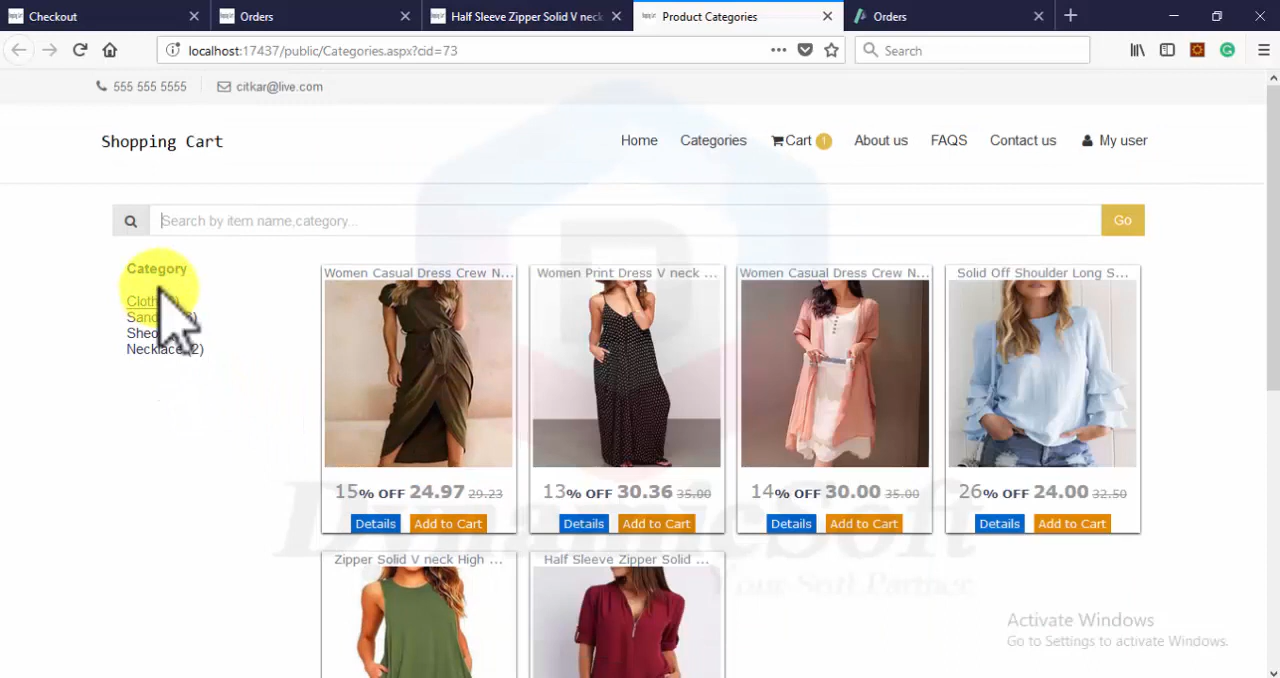 Checkout
Orders
Half Sleeve Zipper Solid V neck
Product Categories
Orders
localhost:17437/public/Categories.aspx?cid=73
Search
555 555 5555
citkar@live.com
Shopping Cart
Home
Categories
Cart 1
About us
FAQS
Contact us
My user
Search by item name,category...
Go
Category
Necklace (2)
Women Casual Dress Crew N...
15% OFF 24.97 29.23
Details
Add to Cart
Women Print Dress V neck ...
13% OFF 30.36 35.00
Details
Add to Cart
Women Casual Dress Crew N...
14% OFF 30.00 35.00
Details
Add to Cart
Solid Off Shoulder Long S...
26% OFF 24.00 32.50
Details
Add to Cart
Zipper Solid V neck High ...
Half Sleeve Zipper Solid ...
DynamicSoft
Your Soft Partner
Activate Windows
Go to Settings to activate Windows.